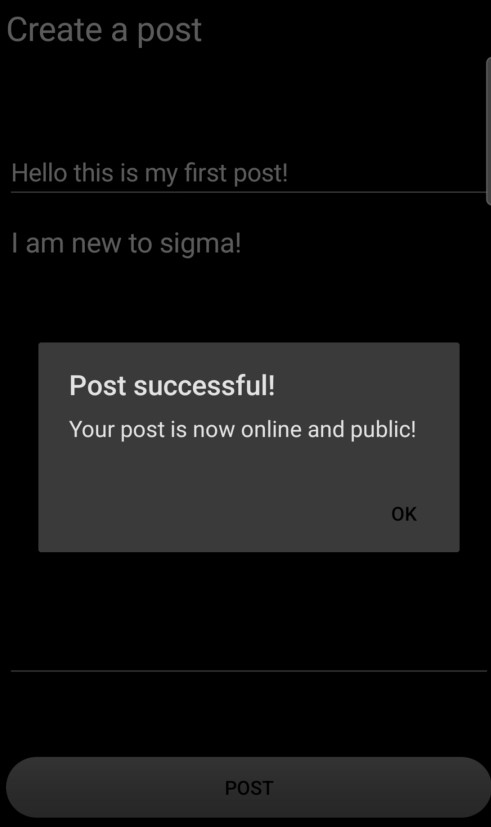 Create a post
Hello this is my first post!
I am new to sigma!
Post successful!
Your post is now online and public!
OK
POST